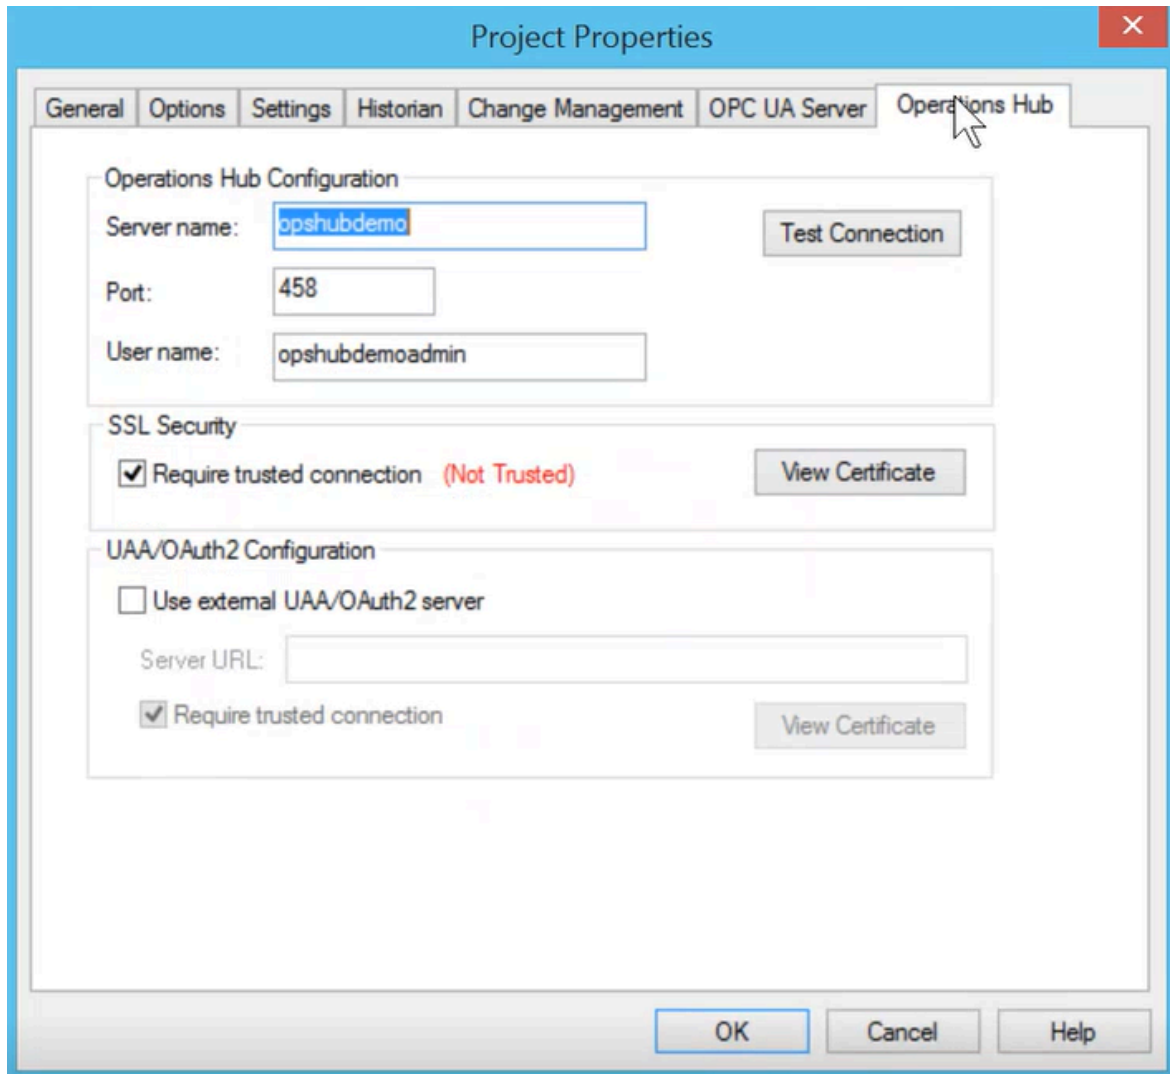 Project Properties
General Options Settings Historian Change Management OPC UA Server Operations Hub
Operations Hub Configuration
Server name: opshubdemo Test Connection
Port: 458
User name: opshubdemoadmin
SSL Security
Require trusted connection (Not Trusted) View Certificate
UAA/OAuth2 Configuration
Use external UAA/OAuth2 server
Server URL:
Require trusted connection View Certificate
OK Cancel Help